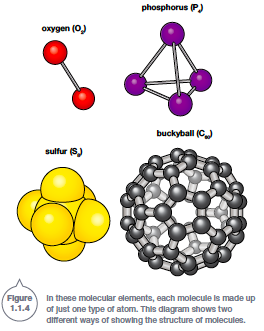 phosphorus (P₄)
oxygen (O₂)
buckyball (C₆₀)
sulfur (S₈)
Figure
1.1.4
In these molecular elements, each molecule is made up
of just one type of atom. This diagram shows two
different ways of showing the structure of molecules.